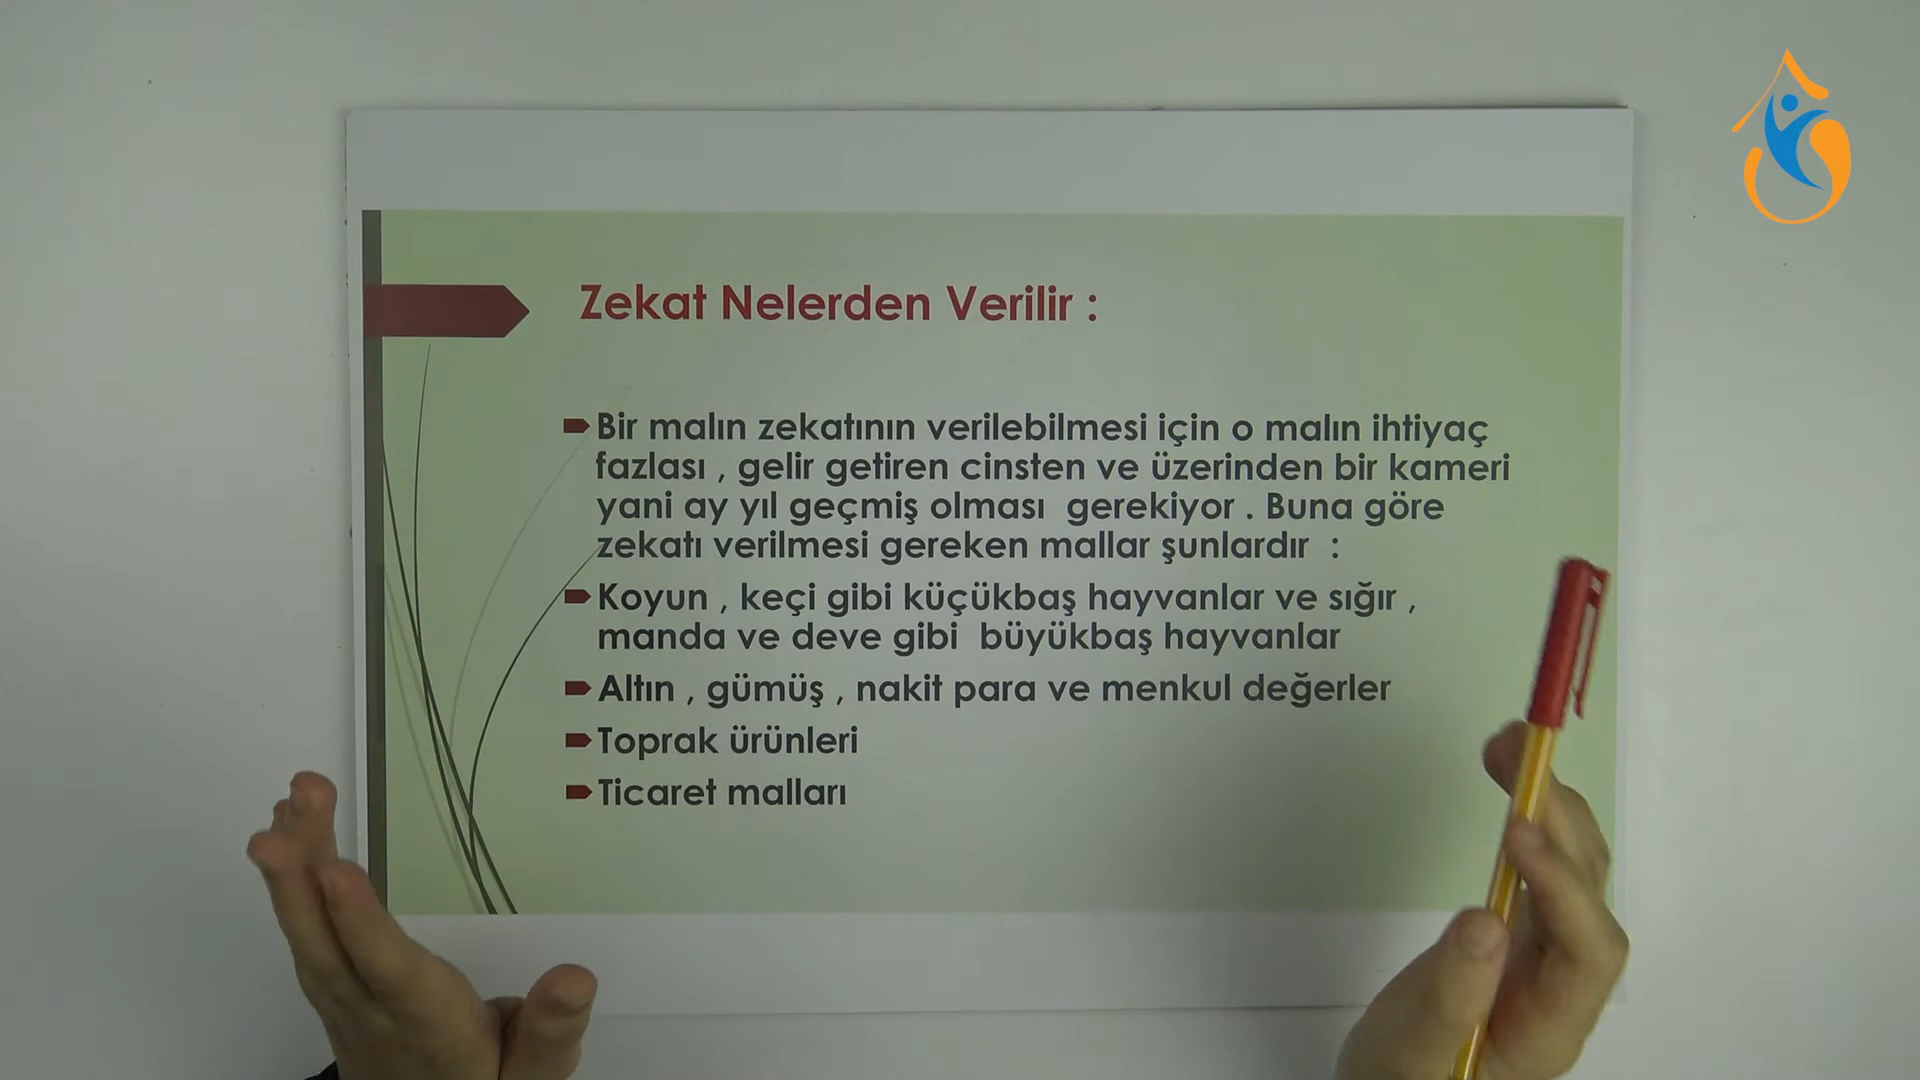 Zekat Nelerden Verilir :
Bir malın zekatının verilebilmesi için o malın ihtiyaç
fazlası , gelir getiren cinsten ve üzerinden bir kameri
yani ay yıl geçmiş olması gerekiyor . Buna göre
zekatı verilmesi gereken mallar şunlardır :
Koyun , keçi gibi küçükbaş hayvanlar ve sığır ,
manda ve deve gibi büyükbaş hayvanlar
Altın , gümüş , nakit para ve menkul değerler
Toprak ürünleri
Ticaret malları